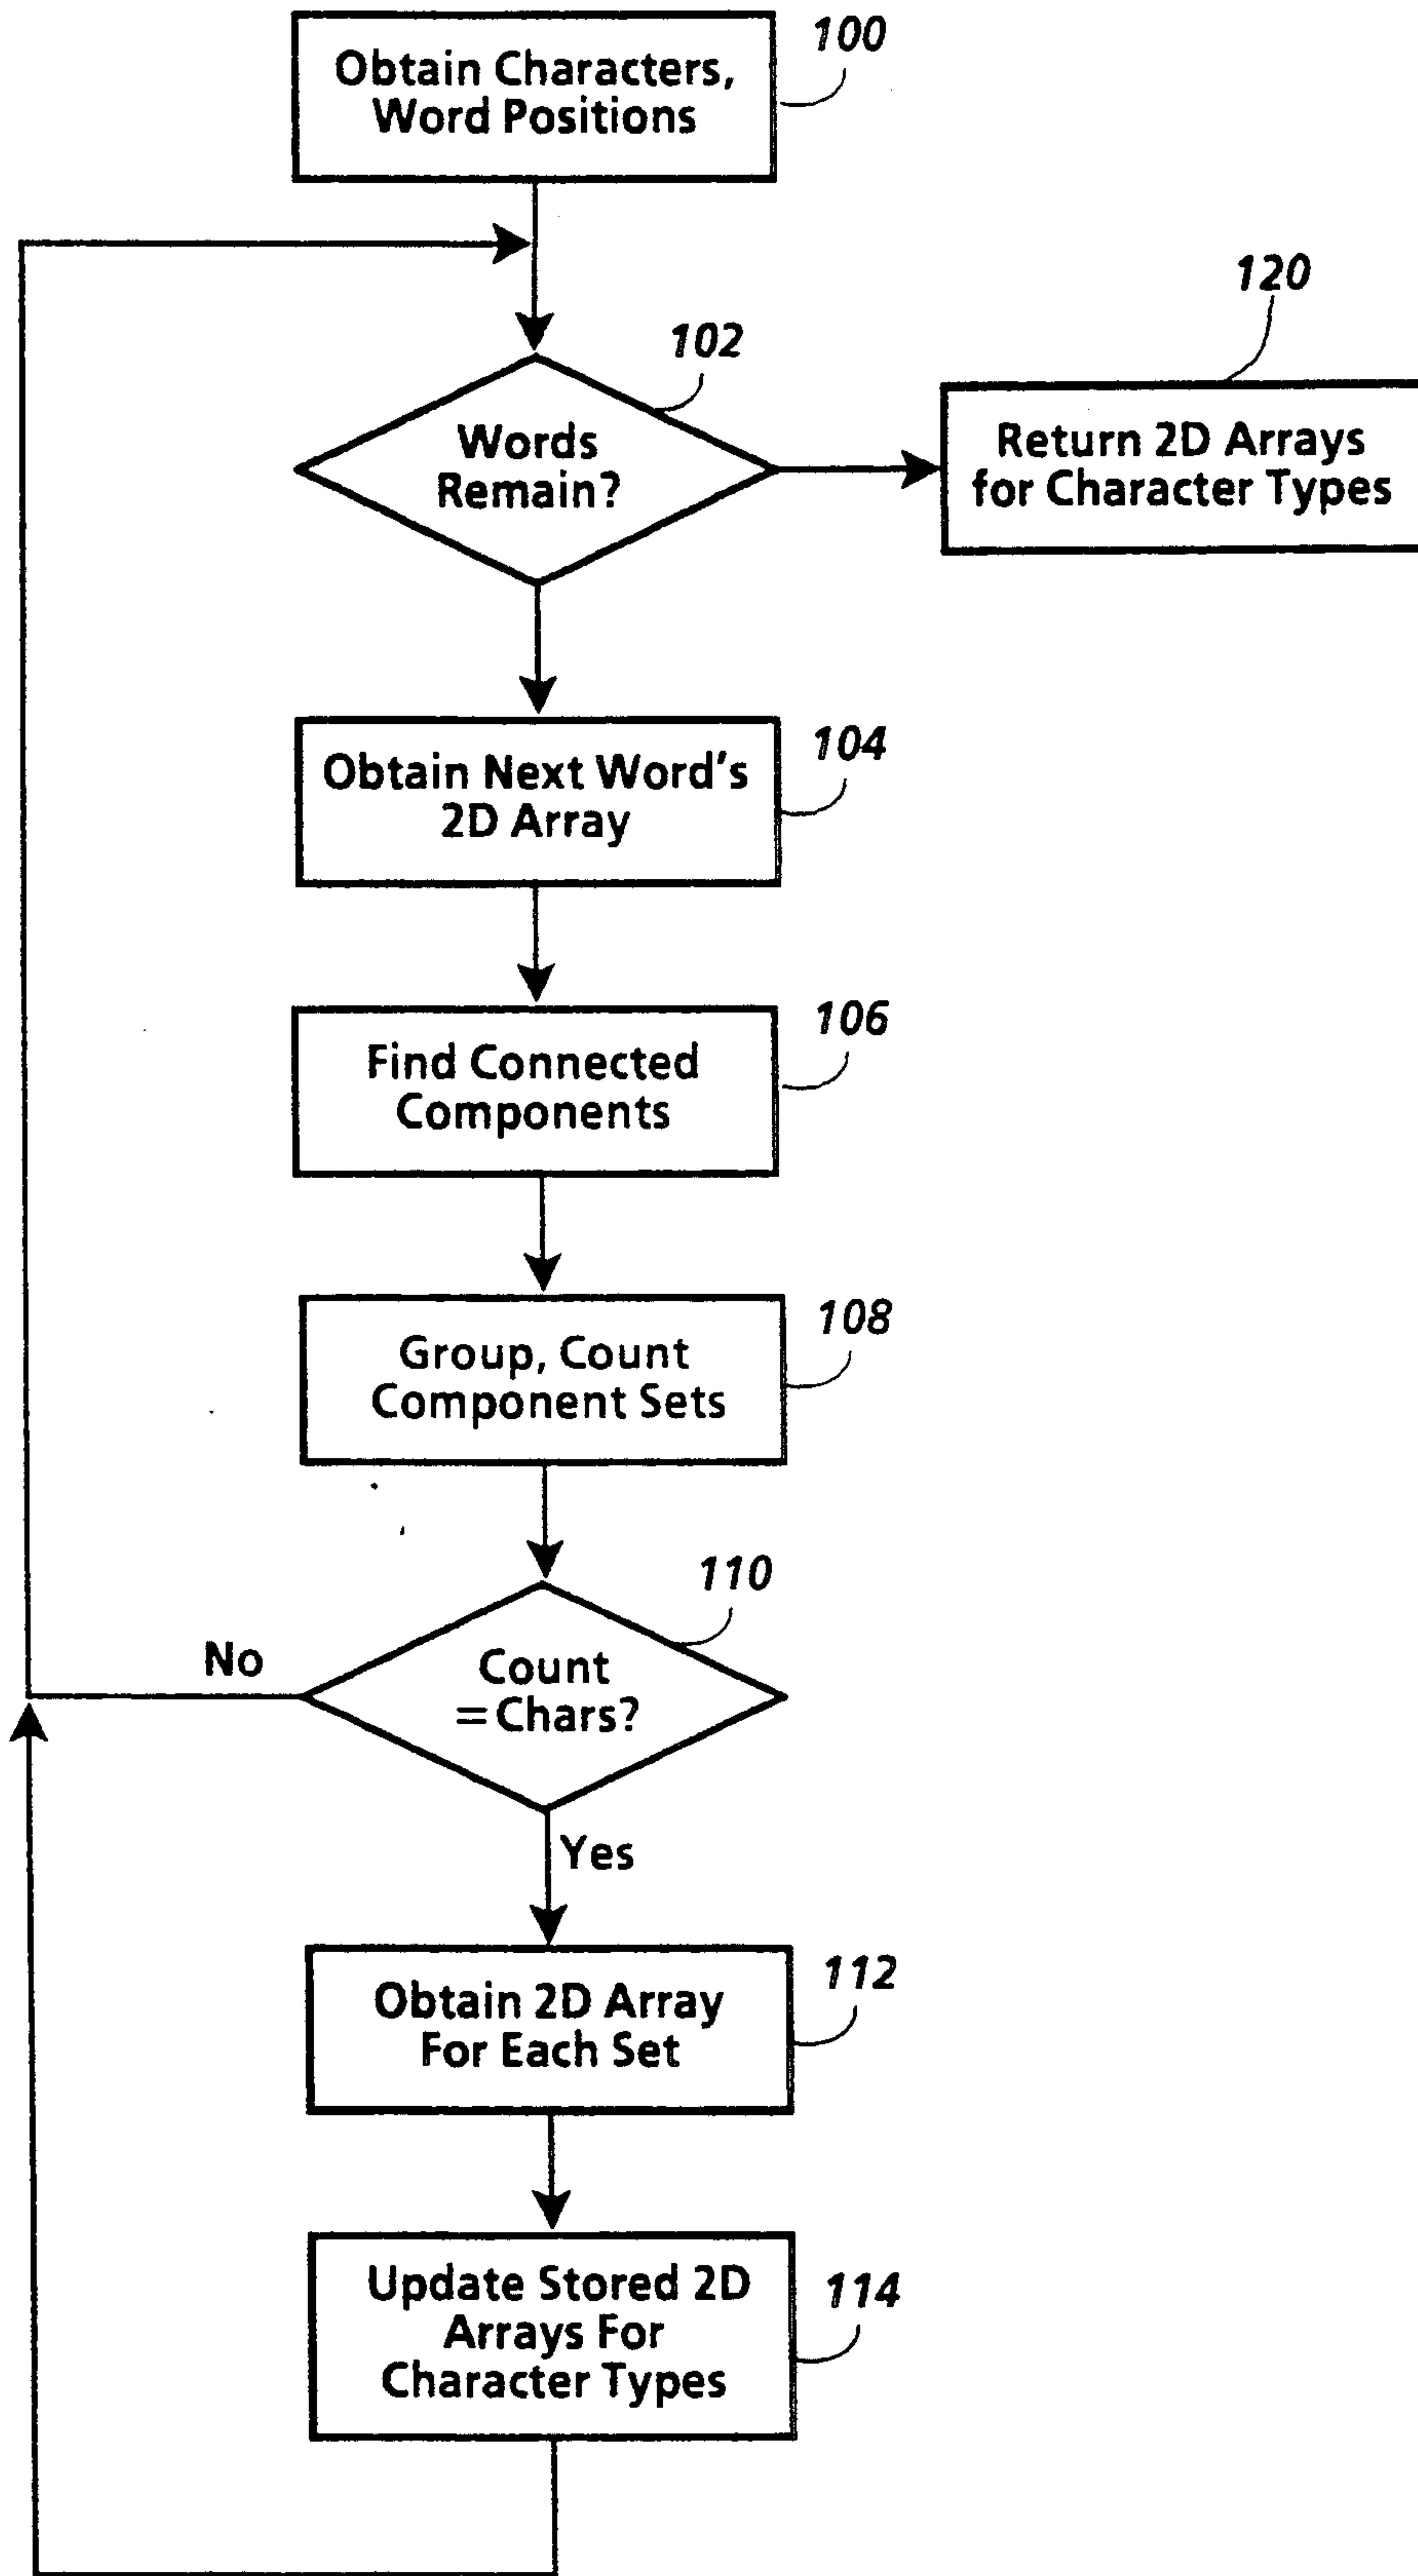 100
Obtain Characters,
Word Positions
120
102
Words
Remain?
Return 2D Arrays
for Character Types
104
Obtain Next Word's
2D Array
106
Find Connected
Components
108
Group, Count
Component Sets
110
No
Count
=Chars?
Yes
112
Obtain 2D Array
For Each Set
114
Update Stored 2D
Arrays For
Character Types